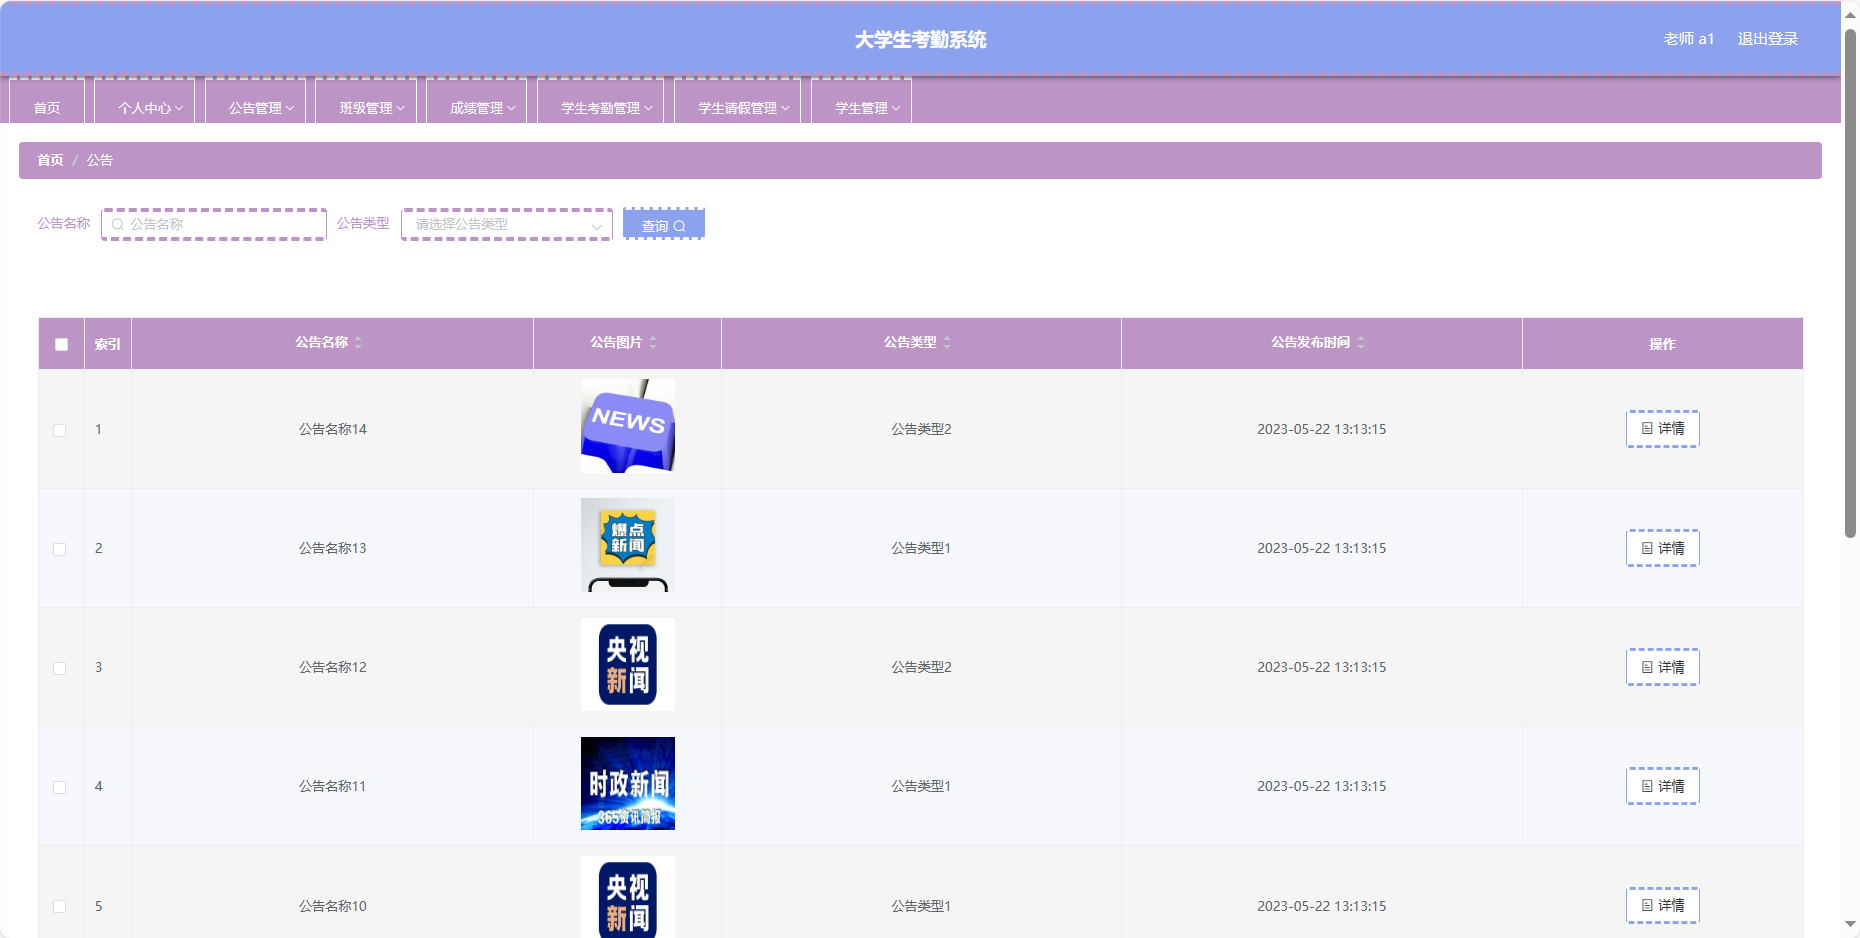 大学生考勤系统
老师 a1 退出登录
首页 个人中心 公告管理 班级管理 成绩管理 学生考勤管理 学生请假管理 学生管理
首页 / 公告
公告名称 公告名称 公告类型 请选择公告类型 查询
索引 公告名称 公告图片 公告类型 公告发布时间 操作
NEWS
1 公告名称14 公告类型2 2023-05-22 13:13:15 详情
爆点
新闻
2 公告名称13 公告类型1 2023-05-22 13:13:15 详情
央视
新闻
3 公告名称12 公告类型2 2023-05-22 13:13:15 详情
时政新闻
365资讯简报
4 公告名称11 公告类型1 2023-05-22 13:13:15 详情
央视
新闻
5 公告名称10 公告类型1 2023-05-22 13:13:15 详情